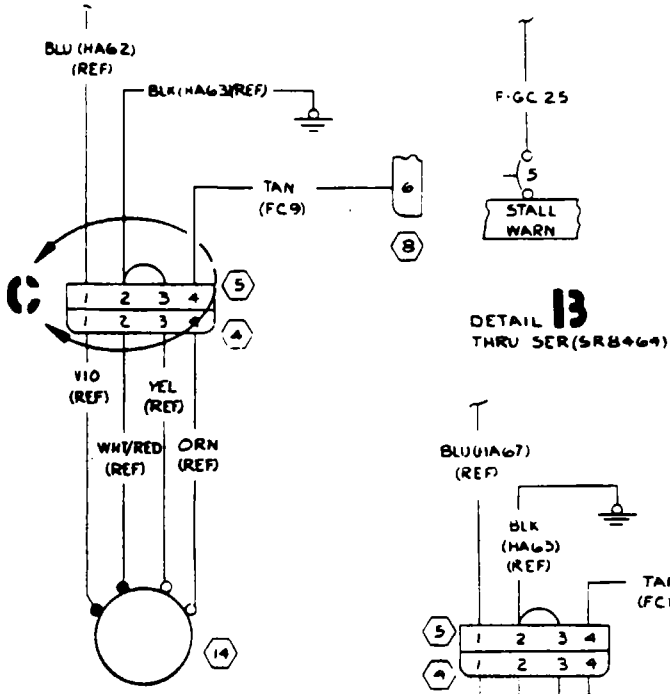 BLU (HA62)
(REF)
BLK(HA63)(REF)
F-GC 25
TAN
(FC9)
6
8
5
STALL
WARN
C
1 2 3 4
5
1 2 3 4
4
DETAIL B
THRU SER(SR8464)
VIO
(REF)
YEL
(REF)
WHT/RED
(REF)
ORN
(REF)
14
BLU(HA67)
(REF)
BLK
(HA63)
(REF)
5
1 2 3 4
4
1 2 3 4